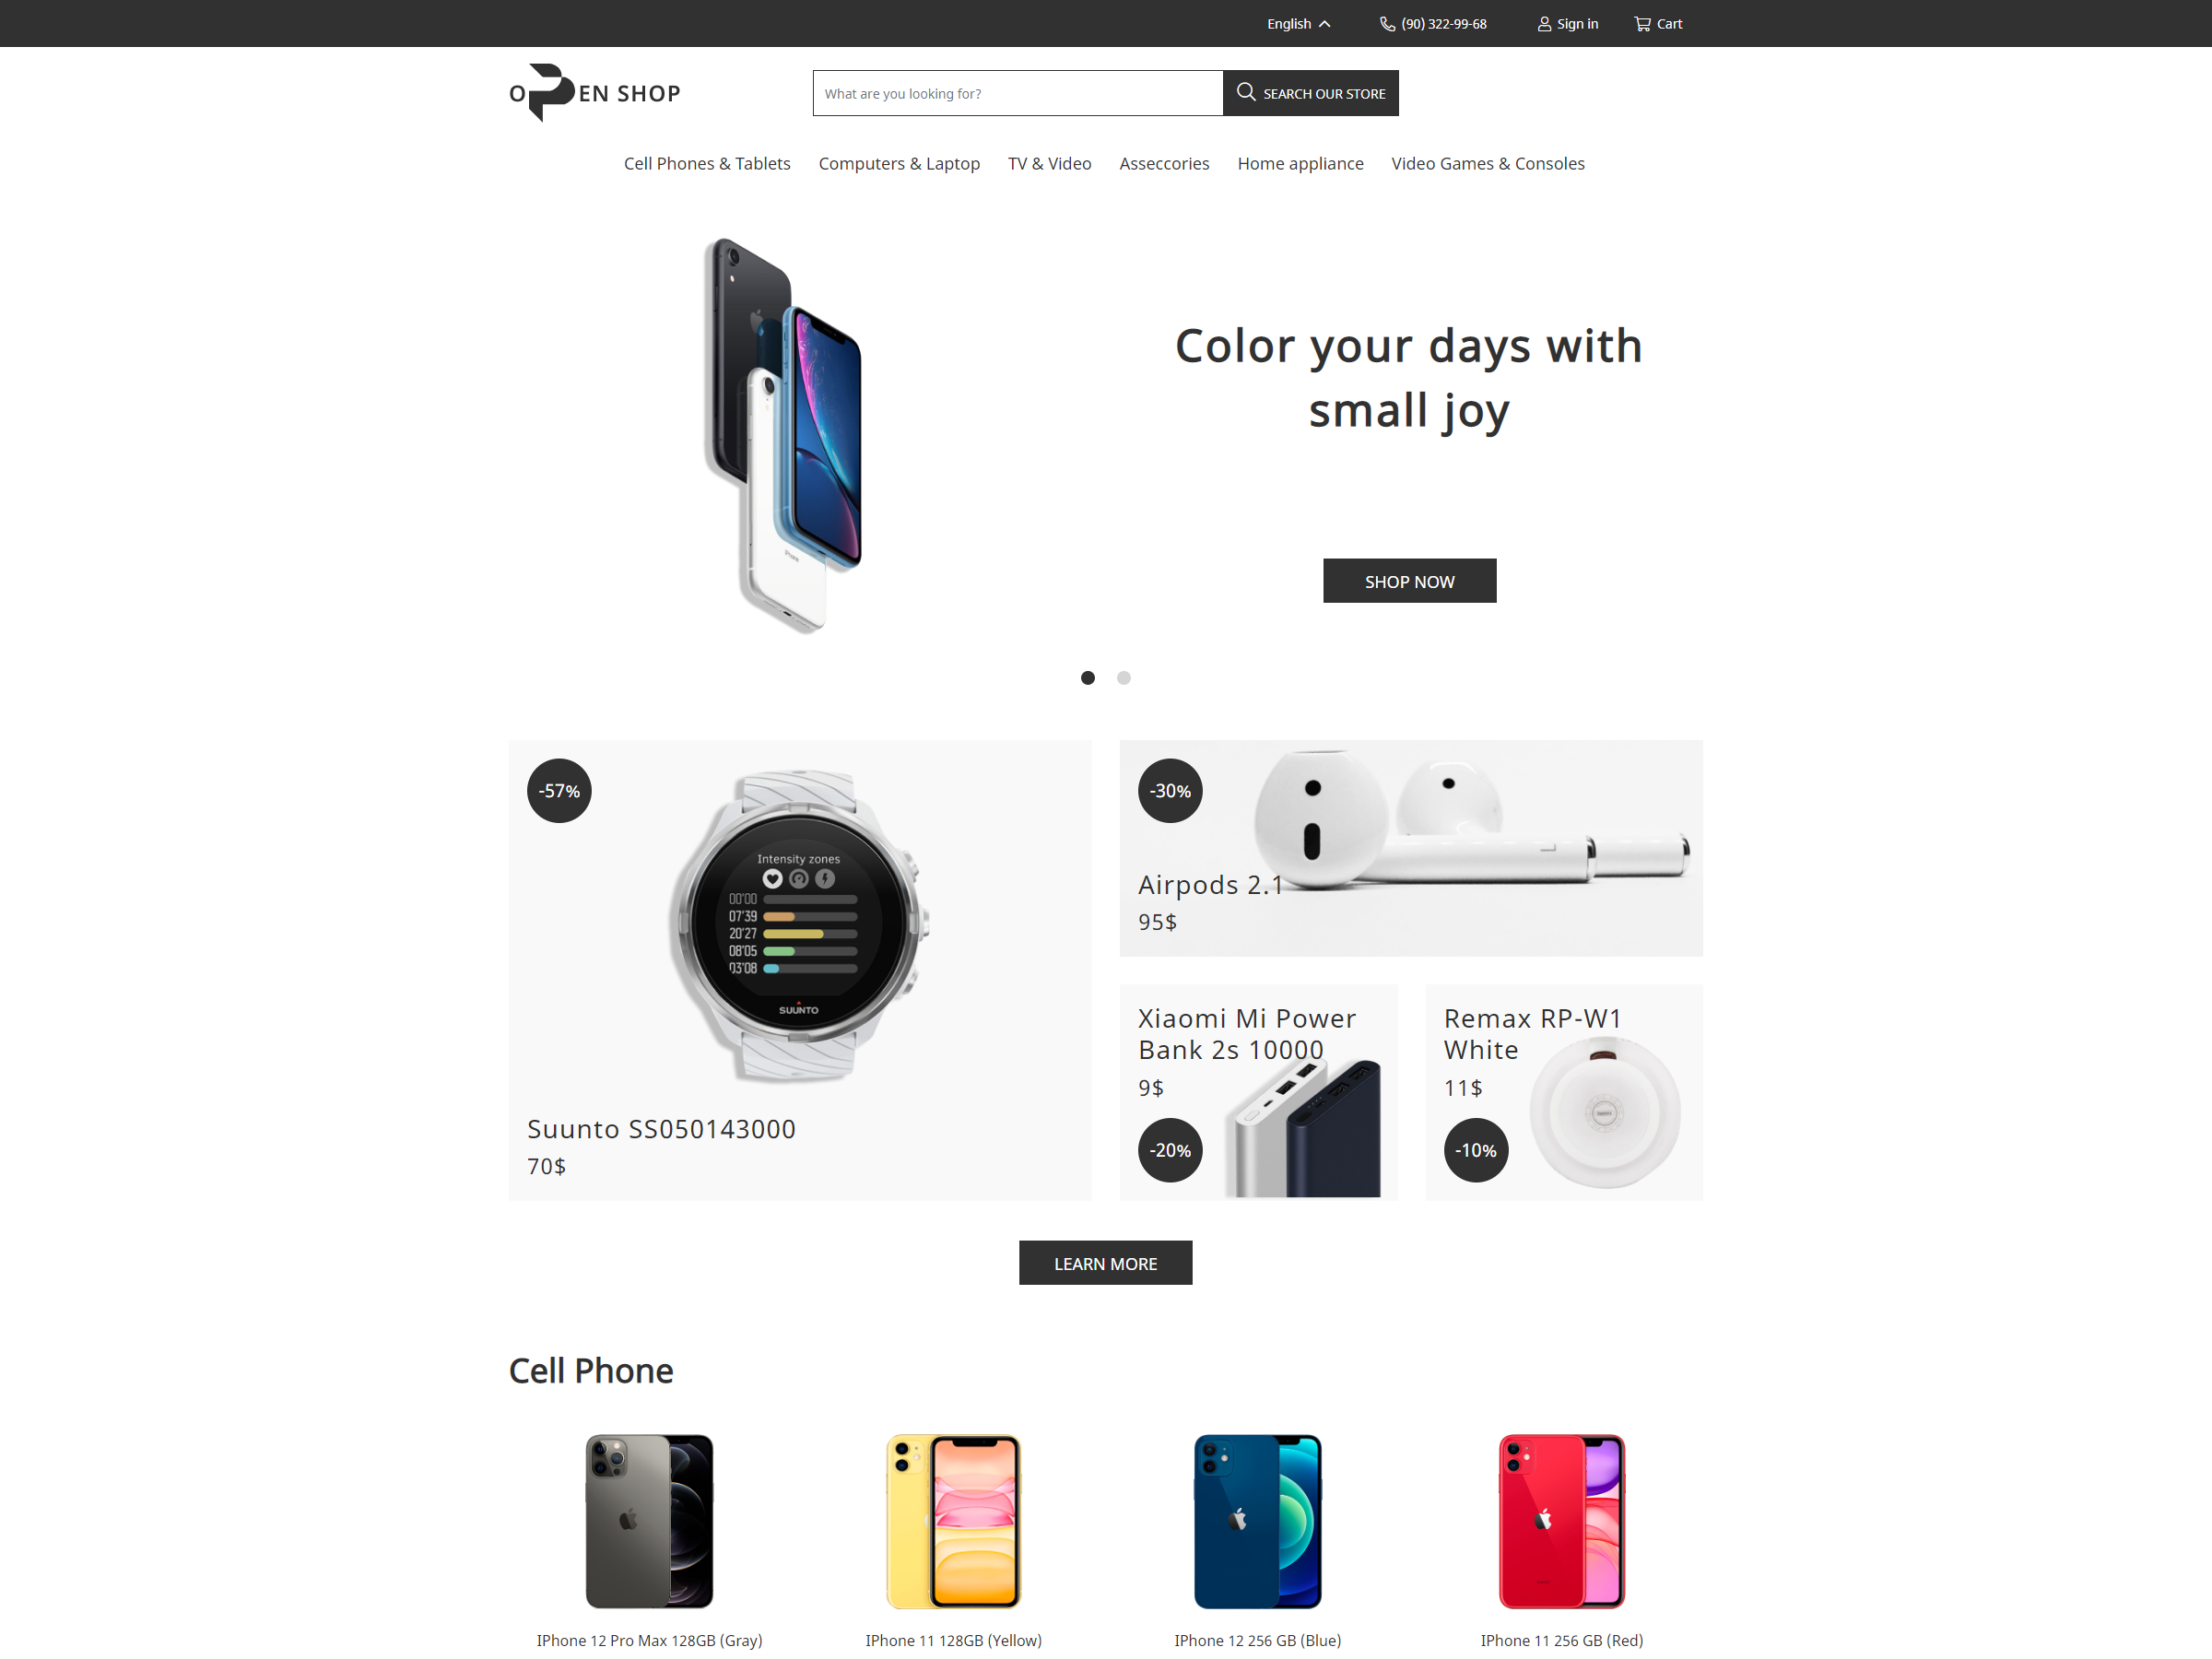 English (90) 322-99-68 Sign in Cart
O EN SHOP
What are you looking for? SEARCH OUR STORE
Cell Phones & Tablets Computers & Laptop TV & Video Asseccories Home appliance Video Games & Consoles
Color your days with
small joy
iPhone
SHOP NOW
-57%
Intensity zones
00'00
07'39
20'27
08'05
03'08
SUUNTO
Suunto SS050143000
70$
-30%
Airpods 2.1
95$
Xiaomi Mi Power
Bank 2s 10000
9$
-20%
Remax RP-W1
White
11$
-10%
LEARN MORE
Cell Phone
IPhone 12 Pro Max 128GB (Gray)
IPhone 11 128GB (Yellow)
IPhone 12 256 GB (Blue)
IPhone 11 256 GB (Red)